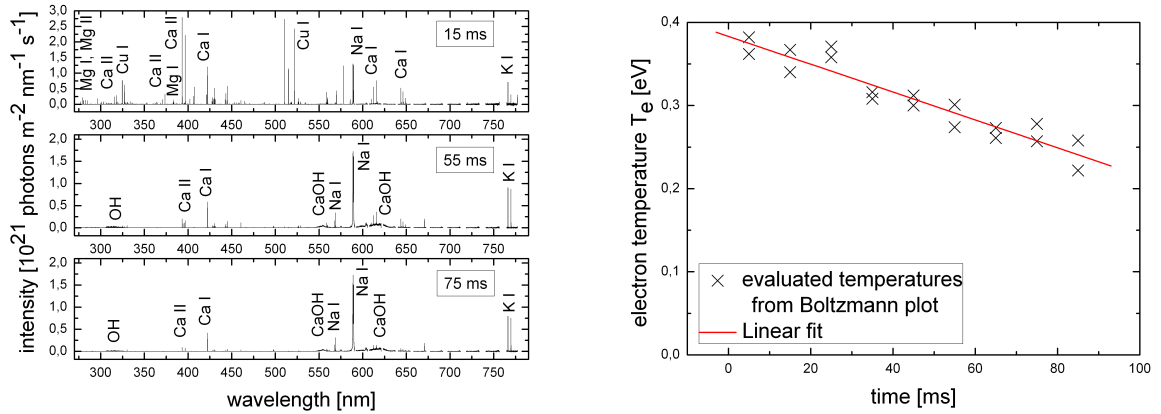 intensity [10²¹ photons m⁻² nm⁻¹ s⁻¹]
3,0
2,5
2,0
1,5
1,0
0,5
0,0
Mg I, Mg II
Ca II
Cu I
Ca II
Mg I
Ca II
Ca I
Cu I
Na I
Ca I
Ca I
K I
15 ms
250 300 350 400 450 500 550 600 650 700 750
2,0
1,5
1,0
0,5
0,0
OH
Ca II
Ca I
CaOH
Na I
Na I
CaOH
K I
55 ms
250 300 350 400 450 500 550 600 650 700 750
2,0
1,5
1,0
0,5
0,0
OH
Ca II
Ca I
CaOH
Na I
Na I
CaOH
K I
75 ms
300 350 400 450 500 550 600 650 700 750
wavelength [nm]
electron temperature Tₑ [eV]
0,4
0,3
0,2
0,1
0,0
evaluated temperatures
from Boltzmann plot
Linear fit
0 20 40 60 80 100
time [ms]